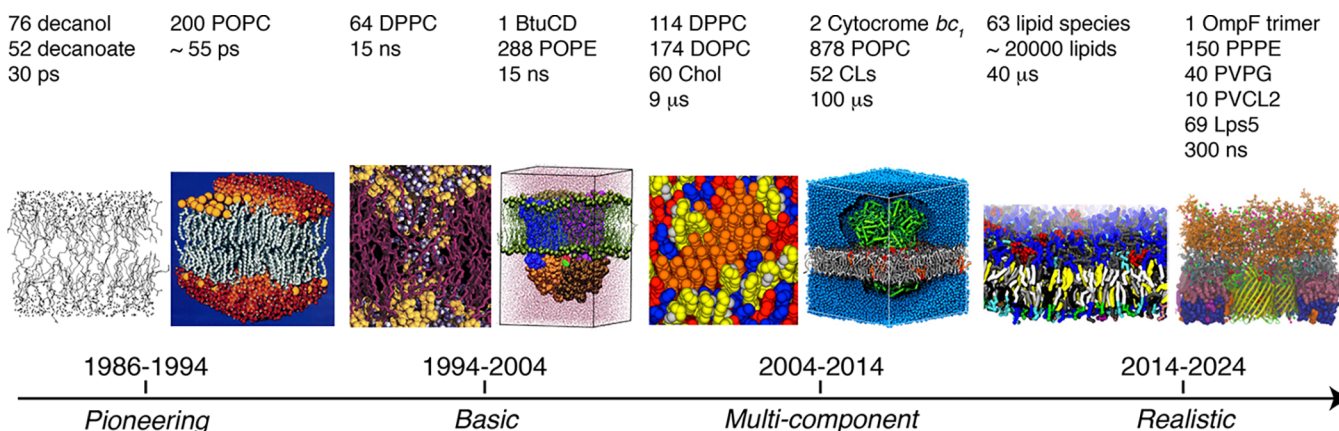 76 decanol
52 decanoate
30 ps
200 POPC
~ 55 ps
64 DPPC
15 ns
1 BtuCD
288 POPE
15 ns
114 DPPC
174 DOPC
60 Chol
9 μs
2 Cytocrome bc1
878 POPC
52 CLs
100 μs
63 lipid species
~ 20000 lipids
40 μs
1 OmpF trimer
150 PPPE
40 PVPG
10 PVCL2
69 Lps5
300 ns
1986-1994
1994-2004
2004-2014
2014-2024
Pioneering
Basic
Multi-component
Realistic